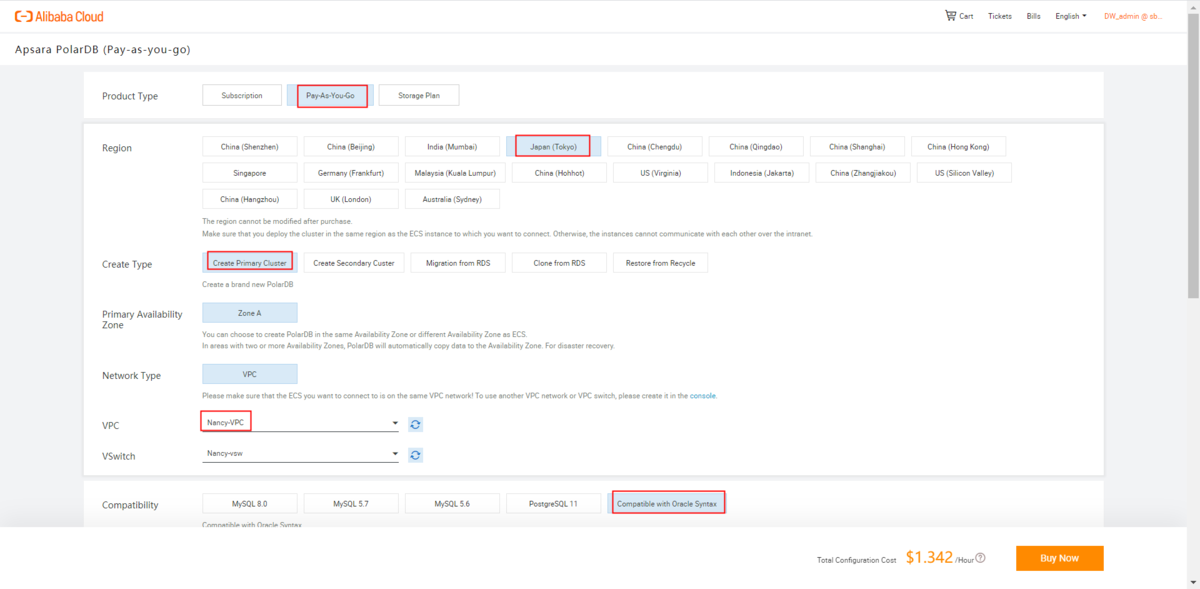 Alibaba Cloud
Cart Tickets Bills English DW_admin @ sb...
Apsara PolarDB (Pay-as-you-go)
Product Type Subscription Pay-As-You-Go Storage Plan
Region China (Shenzhen) China (Beijing) India (Mumbai) Japan (Tokyo) China (Chengdu) China (Qingdao) China (Shanghai) China (Hong Kong)
Singapore Germany (Frankfurt) Malaysia (Kuala Lumpur) China (Hohhot) US (Virginia) Indonesia (Jakarta) China (Zhangjiakou) US (Silicon Valley)
China (Hangzhou) UK (London) Australia (Sydney)
The region cannot be modified after purchase.
Make sure that you deploy the cluster in the same region as the ECS instance to which you want to connect. Otherwise, the instances cannot communicate with each other over the intranet.
Create Type Create Primary Cluster Create Secondary Custer Migration from RDS Clone from RDS Restore from Recycle
Create a brand new PolarDB
Primary Availability Zone A
Zone
You can choose to create PolarDB in the same Availability Zone or different Availability Zone as ECS.
In areas with two or more Availability Zones, PolarDB will automatically copy data to the Availability Zone. For disaster recovery.
Network Type VPC
Please make sure that the ECS you want to connect to is on the same VPC network! To use another VPC network or VPC switch, please create it in the console.
VPC Nancy-VPC
VSwitch Nancy-vsw
Compatibility MySQL 8.0 MySQL 5.7 MySQL 5.6 PostgreSQL 11 Compatible with Oracle Syntax
Compatible with Oracle Syntax
Total Configuration Cost $1.342 /Hour Buy Now